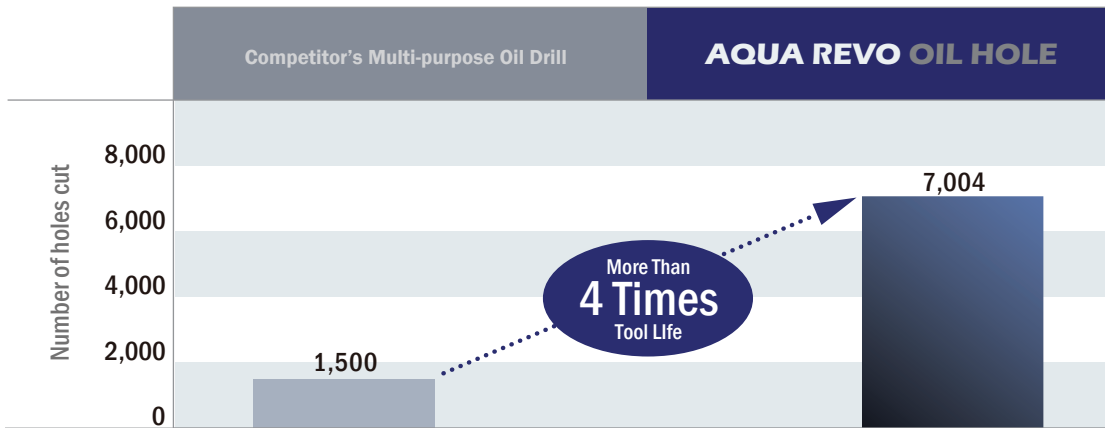 Competitor's Multi-purpose Oil Drill
AQUA REVO OIL HOLE
Number of holes cut
8,000
6,000
4,000
2,000
0
1,500
More Than
4 Times
Tool LIfe
7,004